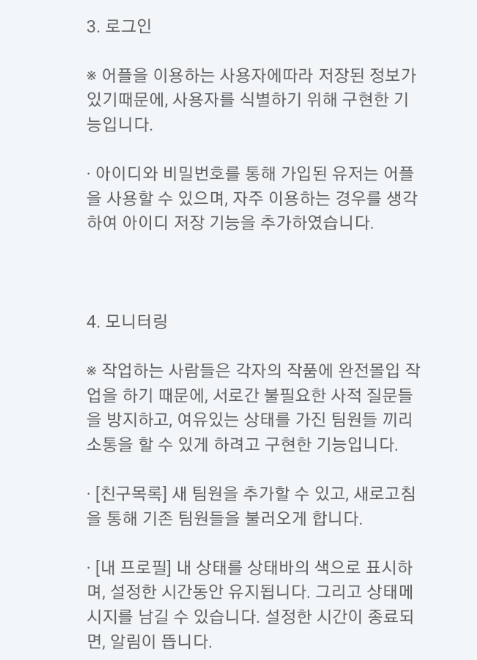 3. 로그인
※ 어플을 이용하는 사용자에따라 저장된 정보가
있기때문에, 사용자를 식별하기 위해 구현한 기
능입니다.
· 아이디와 비밀번호를 통해 가입된 유저는 어플
을 사용할 수 있으며, 자주 이용하는 경우를 생각
하여 아이디 저장 기능을 추가하였습니다.
4. 모니터링
※ 작업하는 사람들은 각자의 작품에 완전몰입 작
업을 하기 때문에, 서로간 불필요한 사적 질문들
을 방지하고, 여유있는 상태를 가진 팀원들 끼리
소통을 할 수 있게 하려고 구현한 기능입니다.
· [친구목록] 새 팀원을 추가할 수 있고, 새로고침
을 통해 기존 팀원들을 불러오게 합니다.
· [내 프로필] 내 상태를 상태바의 색으로 표시하
며, 설정한 시간동안 유지됩니다. 그리고 상태메
시지를 남길 수 있습니다. 설정한 시간이 종료되
면, 알림이 뜹니다.